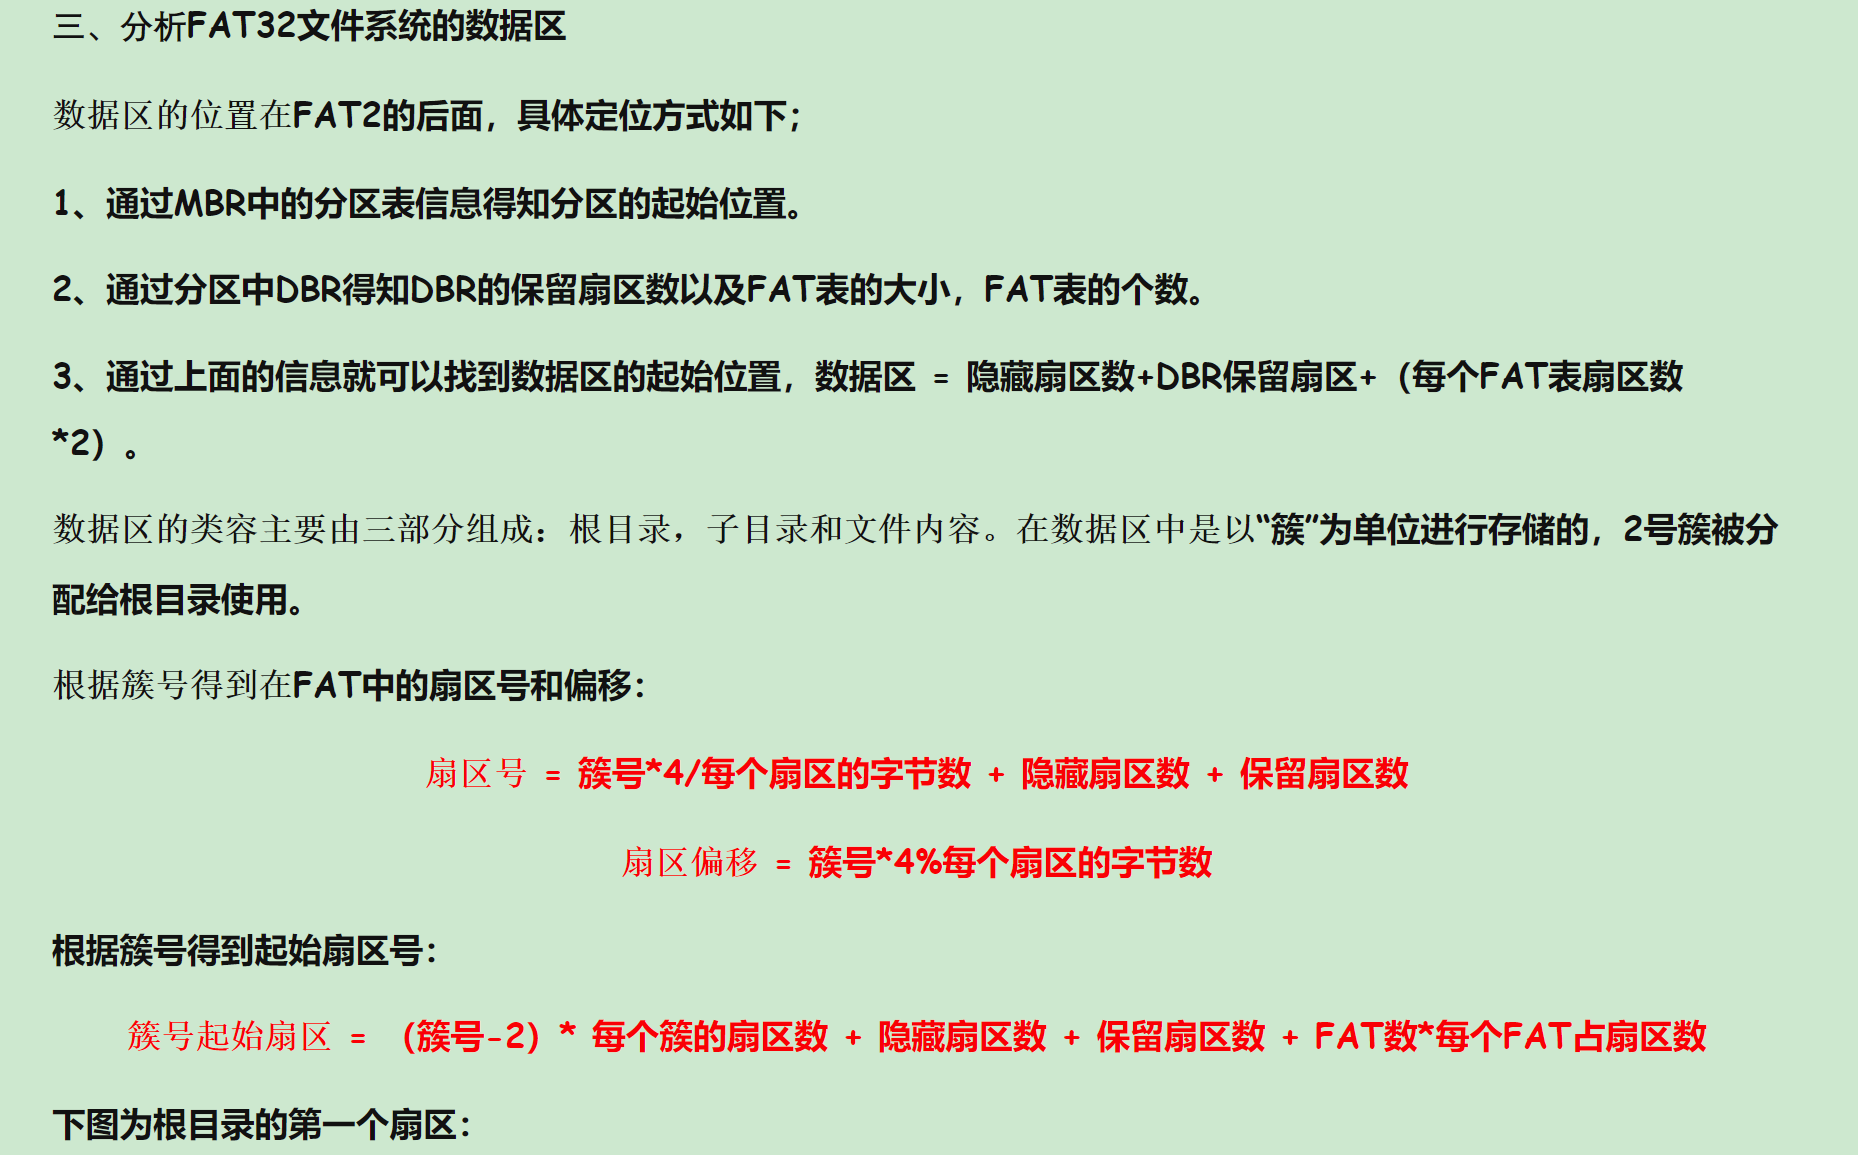 三、分析FAT32文件系统的数据区
数据区的位置在FAT2的后面，具体定位方式如下；
1、通过MBR中的分区表信息得知分区的起始位置。
2、通过分区中DBR得知DBR的保留扇区数以及FAT表的大小，FAT表的个数。
3、通过上面的信息就可以找到数据区的起始位置，数据区 = 隐藏扇区数+DBR保留扇区+（每个FAT表扇区数
*2）。
数据区的类容主要由三部分组成：根目录，子目录和文件内容。在数据区中是以“簇”为单位进行存储的，2号簇被分
配给根目录使用。
根据簇号得到在FAT中的扇区号和偏移：
扇区号 = 簇号*4/每个扇区的字节数 + 隐藏扇区数 + 保留扇区数
扇区偏移 = 簇号*4%每个扇区的字节数
根据簇号得到起始扇区号：
簇号起始扇区 = （簇号-2）* 每个簇的扇区数 + 隐藏扇区数 + 保留扇区数 + FAT数*每个FAT占扇区数
下图为根目录的第一个扇区：